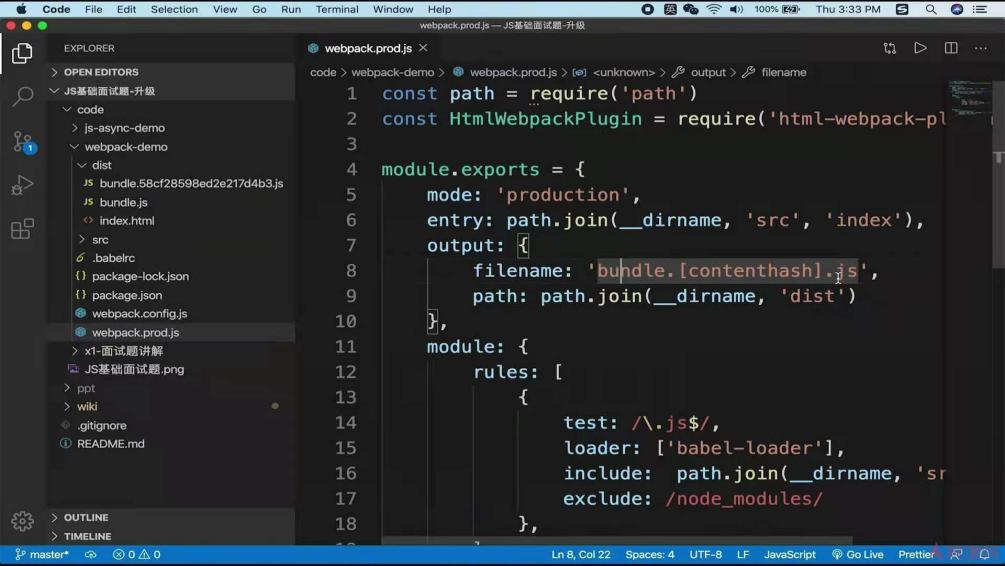 Code File Edit Selection View Go Run Terminal Window Help 英 100% Thu 3:33 PM
webpack.prod.js — JS基础面试题-升级
EXPLORER
OPEN EDITORS
JS基础面试题-升级
code
js-async-demo
webpack-demo
dist
JS bundle.58cf28598ed2e217d4b3.js
JS bundle.js
<> index.html
src
.babelrc
package-lock.json
package.json
webpack.config.js
webpack.prod.js
x1-面试题讲解
JS基础面试题.png
ppt
wiki
.gitignore
README.md
OUTLINE
TIMELINE
1
webpack.prod.js
code > webpack-demo > webpack.prod.js > <unknown> > output > filename
1 const path = require('path')
2 const HtmlWebpackPlugin = require('html-webpack-pl
3
4 module.exports = {
5 mode: 'production',
6 entry: path.join(__dirname, 'src', 'index'),
7 output: {
8 filename: 'bundle.[contenthash].js',
9 path: path.join(__dirname, 'dist')
10 },
11 module: {
12 rules: [
13 {
14 test: /\.js$/,
15 loader: ['babel-loader'],
16 include: path.join(__dirname, 'sr
17 exclude: /node_modules/
18 },
master* 0 0 Ln 8, Col 22 Spaces: 4 UTF-8 LF JavaScript Go Live Prettier